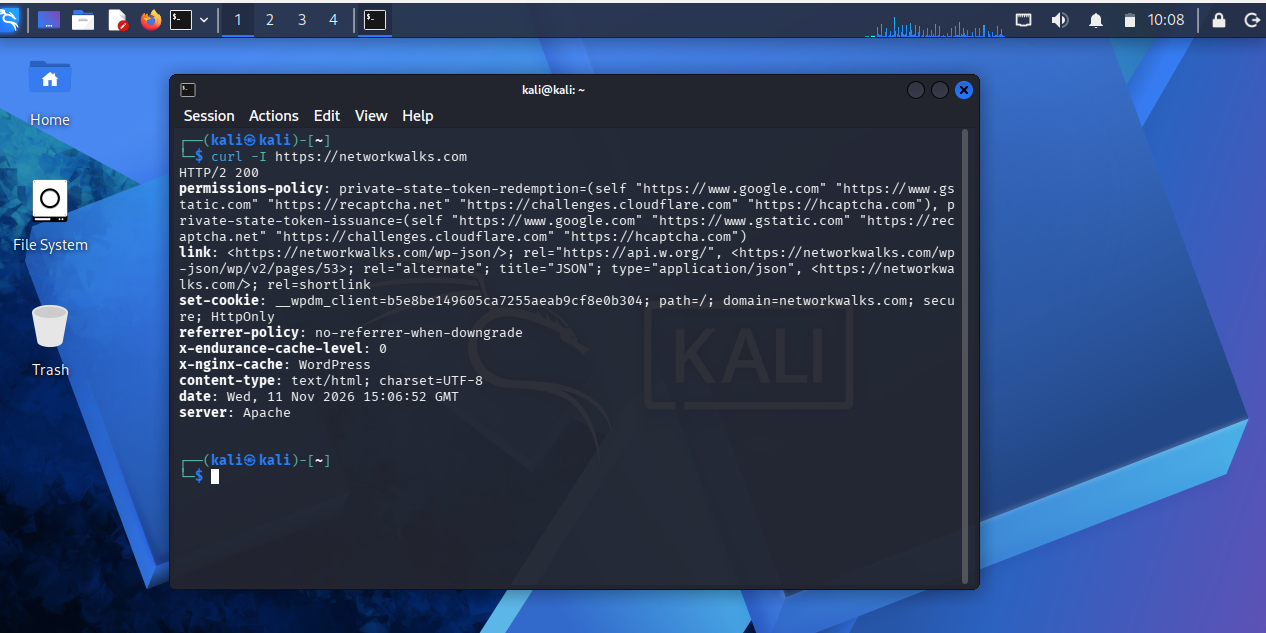 1 2 3 4 10:08
Home
File System
Trash
kali@kali: ~
Session Actions Edit View Help
┌──(kali㉿kali)-[~]
└─$ curl -I https://networkwalks.com
HTTP/2 200
permissions-policy: private-state-token-redemption=(self "https://www.google.com" "https://www.gs
tatic.com" "https://recaptcha.net" "https://challenges.cloudflare.com" "https://hcaptcha.com"), p
rivate-state-token-issuance=(self "https://www.google.com" "https://www.gstatic.com" "https://rec
aptcha.net" "https://challenges.cloudflare.com" "https://hcaptcha.com")
link: <https://networkwalks.com/wp-json/>; rel="https://api.w.org/", <https://networkwalks.com/wp
-json/wp/v2/pages/53>; rel="alternate"; title="JSON"; type="application/json", <https://networkwa
lks.com/>; rel=shortlink
set-cookie: __wpdm_client=b5e8be149605ca7255aeab9cf8e0b304; path=/; domain=networkwalks.com; secu
re; HttpOnly
referrer-policy: no-referrer-when-downgrade
x-endurance-cache-level: 0
x-nginx-cache: WordPress
content-type: text/html; charset=UTF-8
date: Wed, 11 Nov 2026 15:06:52 GMT
server: Apache
KALI
┌──(kali㉿kali)-[~]
└─$